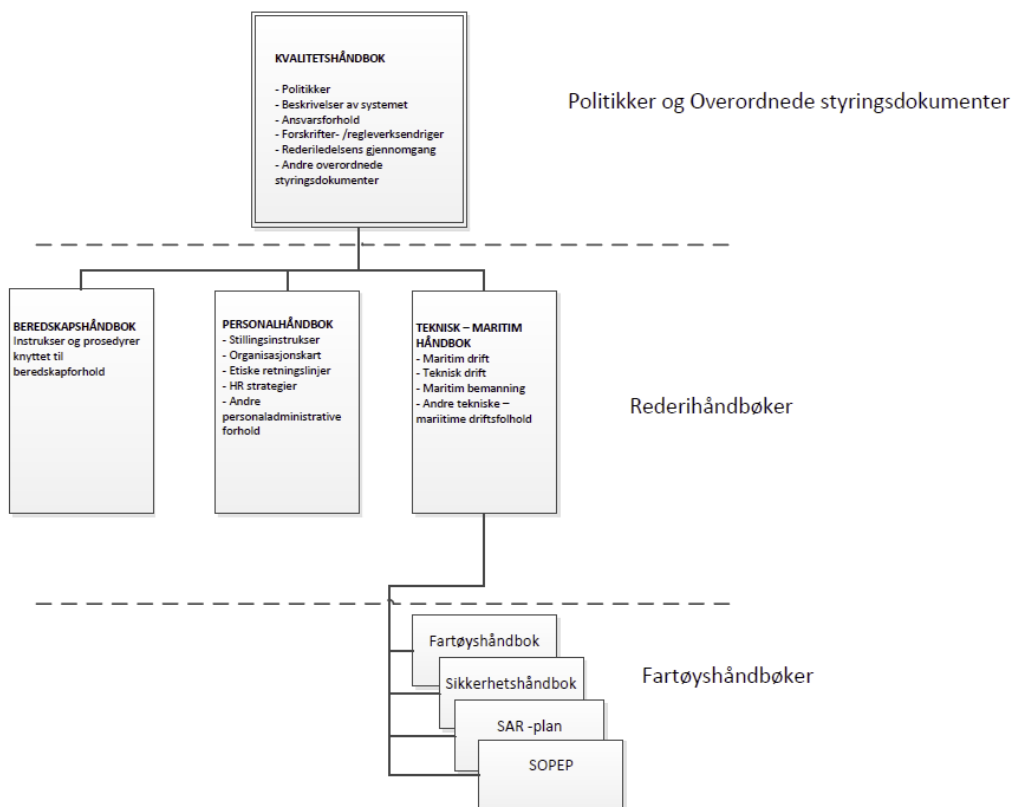 KVALITETSHÅNDBOK
- Politikker
- Beskrivelser av systemet
- Ansvarsforhold
- Forskrifter- /regleverksendriger
- Rederiledelsens gjennomgang
- Andre overordnede
styringsdokumenter
Politikker og Overordnede styringsdokumenter
BEREDSKAPSHÅNDBOK
Instrukser og prosedyrer
knyttet til
beredskapforhold
PERSONALHÅNDBOK
- Stillingsinstrukser
- Organisasjonskart
- Etiske retningslinjer
- HR strategier
- Andre
personaladministrative
forhold
TEKNISK – MARITIM
HÅNDBOK
- Maritim drift
- Teknisk drift
- Maritim bemanning
- Andre tekniske –
mariitime driftsfolhold
Rederihåndbøker
Fartøyshåndbok
Sikkerhetshåndbok
SAR -plan
SOPEP
Fartøyshåndbøker